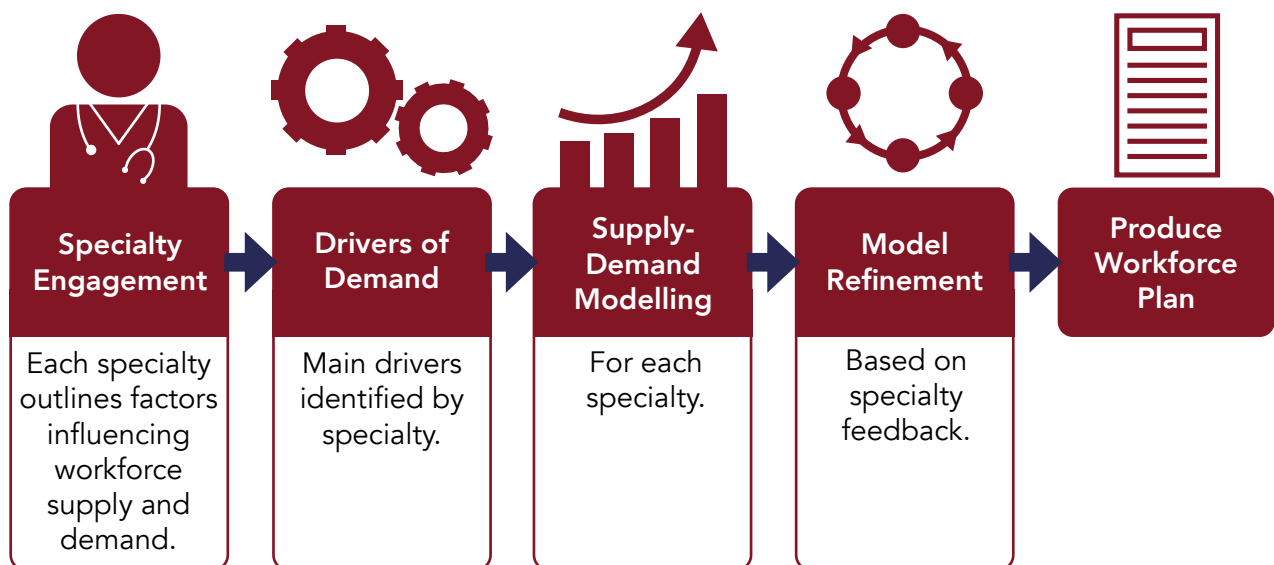 Specialty
Engagement
Each specialty
outlines factors
influencing
workforce
supply and
demand.
Drivers of
Demand
Main drivers
identified by
specialty.
Supply-
Demand
Modelling
For each
specialty.
Model
Refinement
Based on
specialty
feedback.
Produce
Workforce
Plan